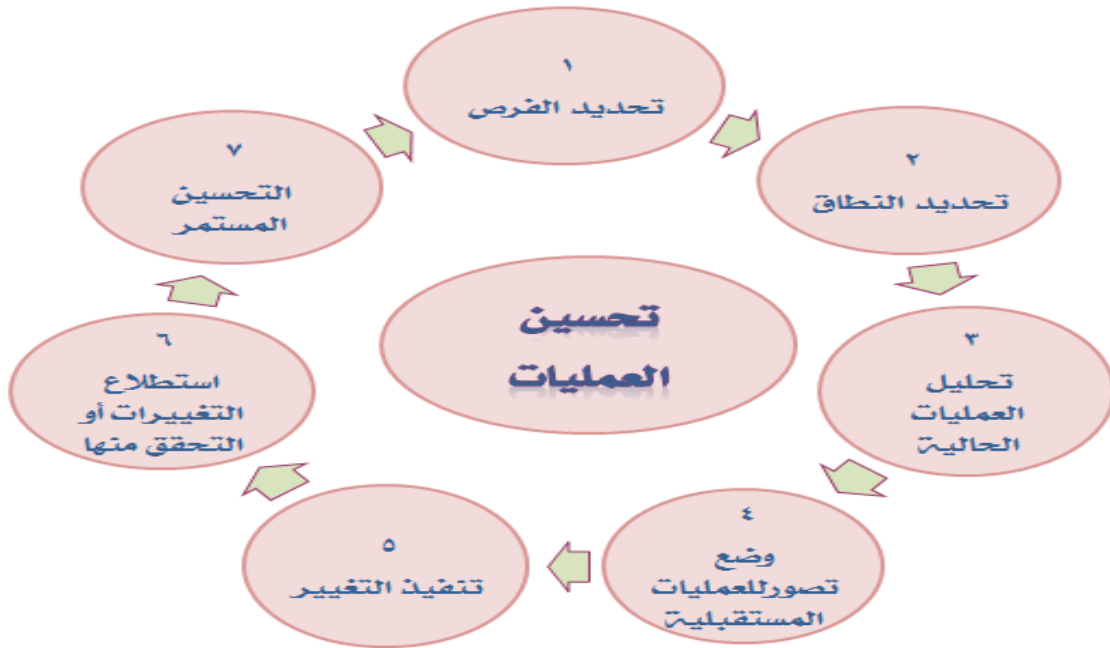 ١
تحديد الفرص
٢
تحديد النطاق
٣
تحليل
العمليات
الحالية
٤
وضع
تصورللعمليات
المستقبلية
٥
تنفيذ التغيير
٦
استطلاع
التغييرات أو
التحقق منها
٧
التحسين
المستمر
تحسين
العمليات